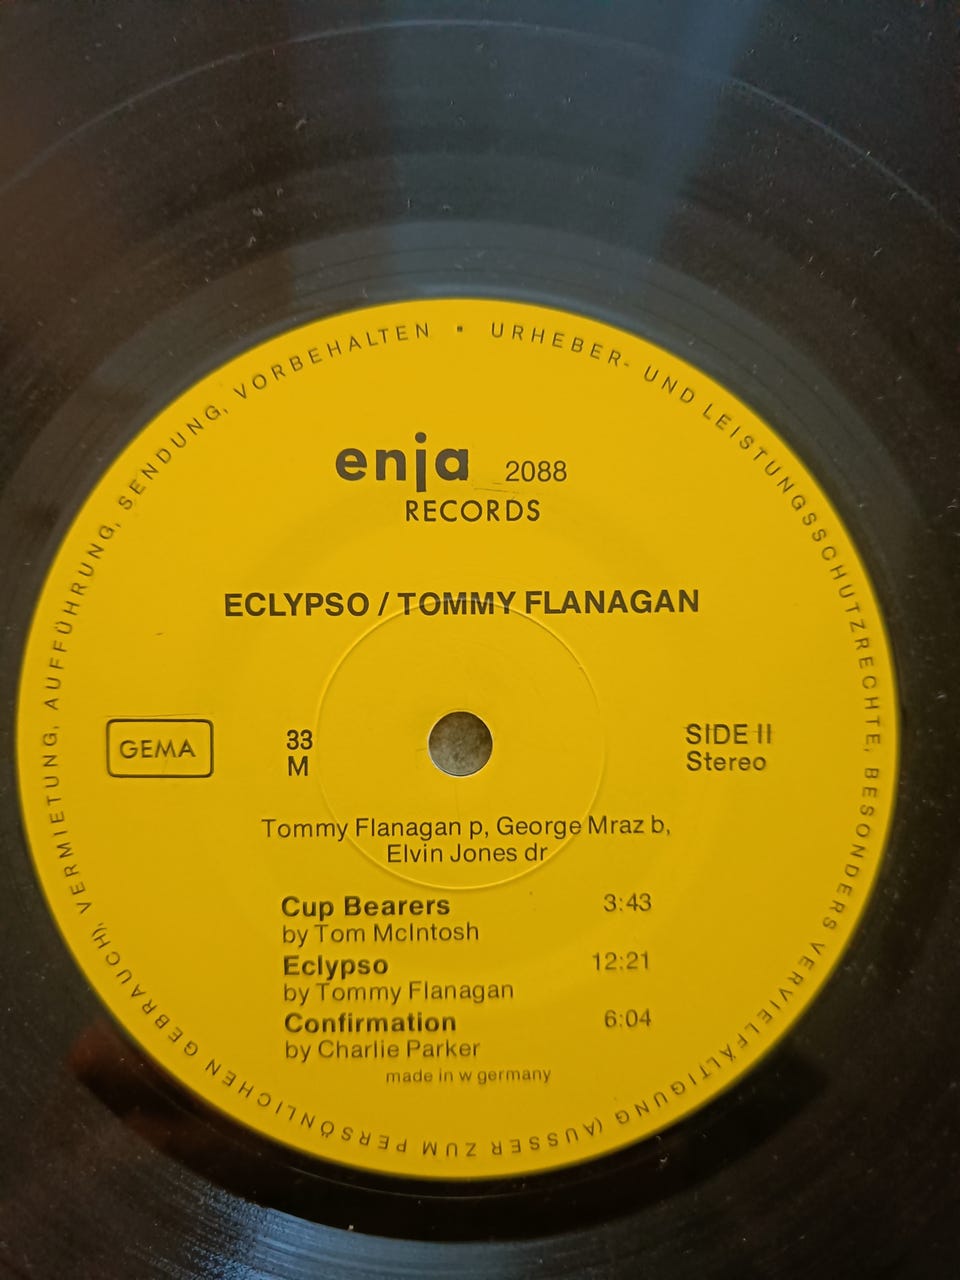 URHEBER- UND LEISTUNGSSCHUTZRECHTE, BESONDERS VERVIELFÄLTIGUNG (AUSSER ZUM PERSÖNLICHEN GEBRAUCH), VERMIETUNG, AUFFÜHRUNG, SENDUNG, VORBEHALTEN •
enja 2088
RECORDS
ECLYPSO / TOMMY FLANAGAN
GEMA
33
M
SIDE II
Stereo
Tommy Flanagan p, George Mraz b,
Elvin Jones dr
Cup Bearers 3:43
by Tom McIntosh
Eclypso 12:21
by Tommy Flanagan
Confirmation 6:04
by Charlie Parker
made in w germany